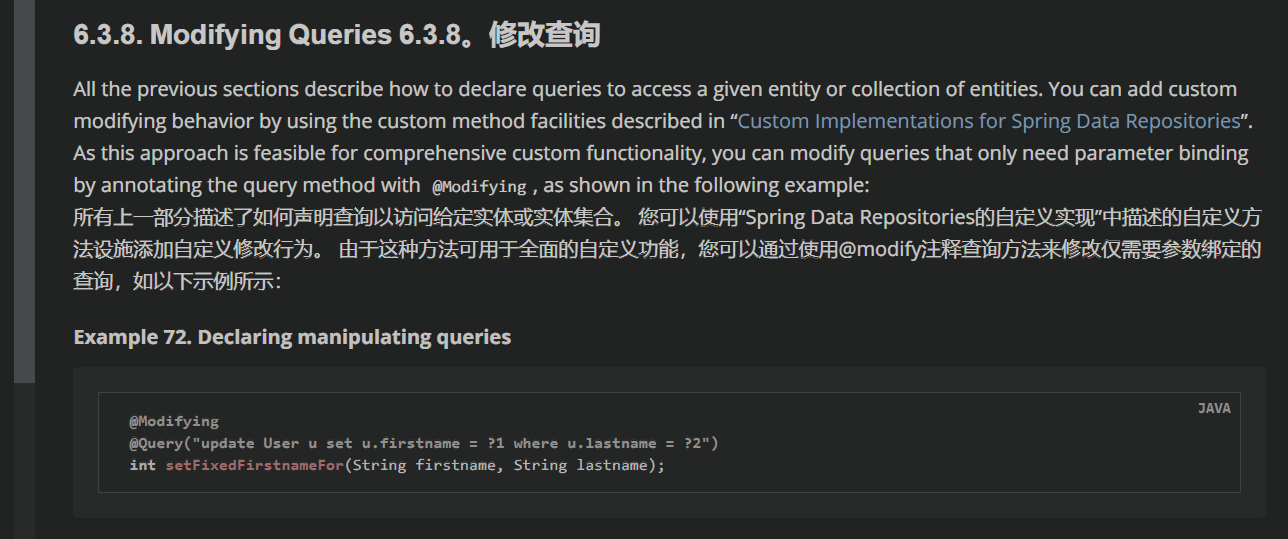 6.3.8. Modifying Queries 6.3.8。修改查询
All the previous sections describe how to declare queries to access a given entity or collection of entities. You can add custom
modifying behavior by using the custom method facilities described in “Custom Implementations for Spring Data Repositories”.
As this approach is feasible for comprehensive custom functionality, you can modify queries that only need parameter binding
by annotating the query method with @Modifying , as shown in the following example:
所有上一部分描述了如何声明查询以访问给定实体或实体集合。 您可以使用“Spring Data Repositories的自定义实现”中描述的自定义方
法设施添加自定义修改行为。 由于这种方法可用于全面的自定义功能，您可以通过使用@modify注释查询方法来修改仅需要参数绑定的
查询，如以下示例所示：
Example 72. Declaring manipulating queries
JAVA
@Modifying
@Query("update User u set u.firstname = ?1 where u.lastname = ?2")
int setFixedFirstnameFor(String firstname, String lastname);